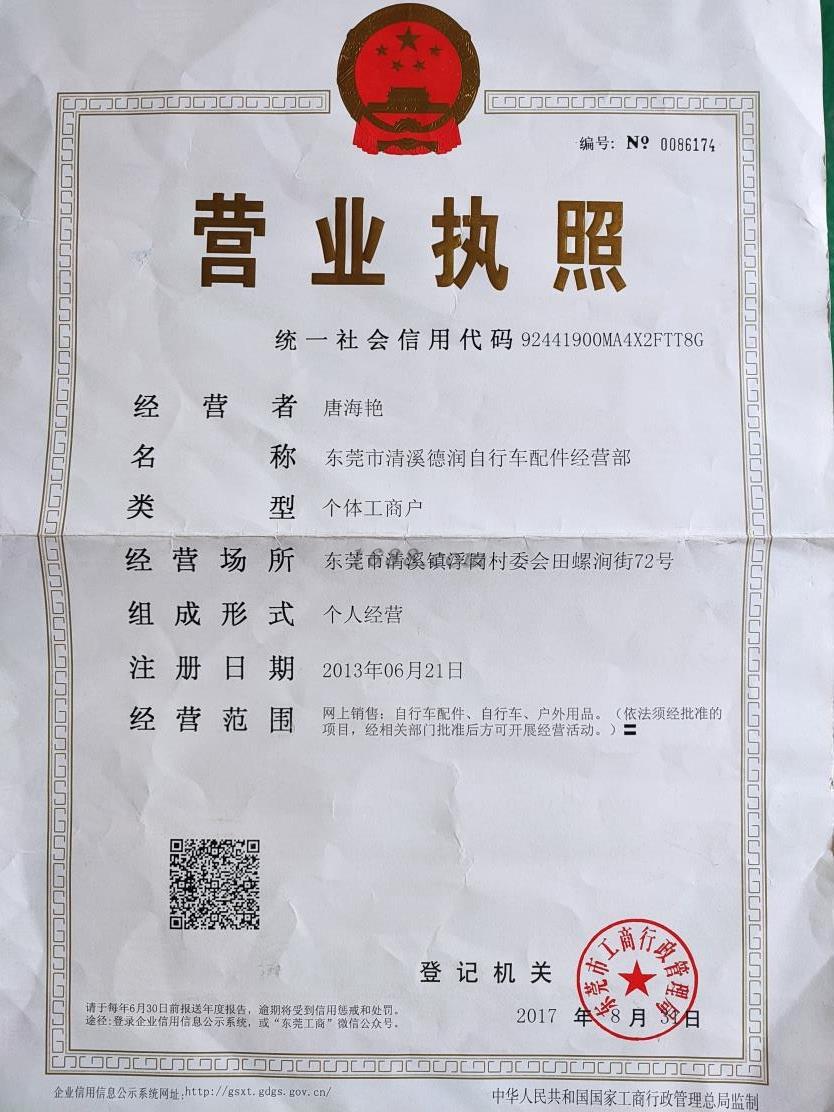 编号: № 0086174
营业执照
统一社会信用代码 92441900MA4X2FTT8G
经营者 唐海艳
名称 东莞市清溪德润自行车配件经营部
类型 个体工商户
经营场所 东莞市清溪镇浮岗村委会田螺涧街72号
组成形式 个人经营
注册日期 2013年06月21日
经营范围 网上销售：自行车配件、自行车、户外用品。（依法须经批准的
项目，经相关部门批准后方可开展经营活动。）〓
东莞市工商行政管理局
登记机关
2017 年 8 月 31 日
请于每年6月30日前报送年度报告，逾期将受到信用惩戒和处罚。
途径:登录企业信用信息公示系统，或“东莞工商”微信公众号。
企业信用信息公示系统网址:http://gsxt.gdgs.gov.cn/
中华人民共和国国家工商行政管理总局监制